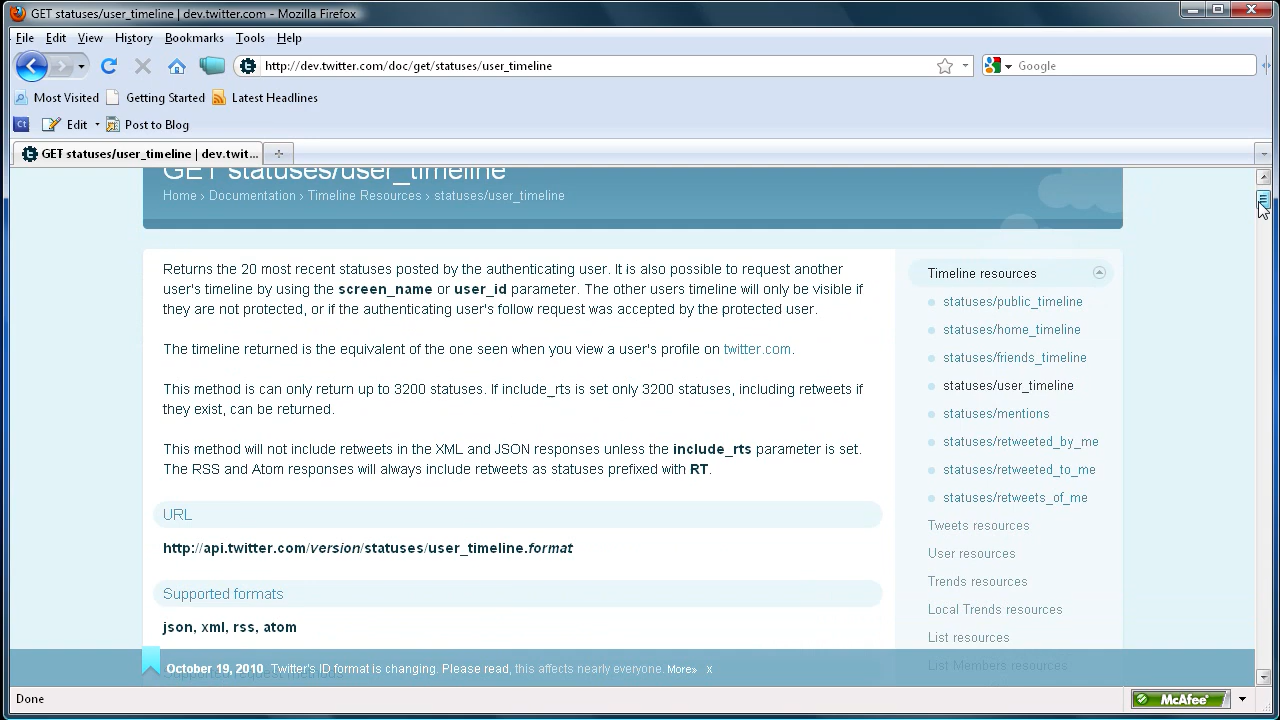 GET statuses/user_timeline | dev.twitter.com - Mozilla Firefox
File Edit View History Bookmarks Tools Help
http://dev.twitter.com/doc/get/statuses/user_timeline
Google
Most Visited Getting Started Latest Headlines
Ct Edit Post to Blog
GET statuses/user_timeline | dev.twit...
GET statuses/user_timeline
Home › Documentation › Timeline Resources › statuses/user_timeline
Returns the 20 most recent statuses posted by the authenticating user. It is also possible to request another
user's timeline by using the screen_name or user_id parameter. The other users timeline will only be visible if
they are not protected, or if the authenticating user's follow request was accepted by the protected user.
The timeline returned is the equivalent of the one seen when you view a user's profile on twitter.com.
This method is can only return up to 3200 statuses. If include_rts is set only 3200 statuses, including retweets if
they exist, can be returned.
This method will not include retweets in the XML and JSON responses unless the include_rts parameter is set.
The RSS and Atom responses will always include retweets as statuses prefixed with RT.
URL
http://api.twitter.com/version/statuses/user_timeline.format
Supported formats
json, xml, rss, atom
Supported request methods
Timeline resources
statuses/public_timeline
statuses/home_timeline
statuses/friends_timeline
statuses/user_timeline
statuses/mentions
statuses/retweeted_by_me
statuses/retweeted_to_me
statuses/retweets_of_me
Tweets resources
User resources
Trends resources
Local Trends resources
List resources
List Members resources
October 19, 2010 Twitter's ID format is changing. Please read, this affects nearly everyone. More» x
Done
McAfee